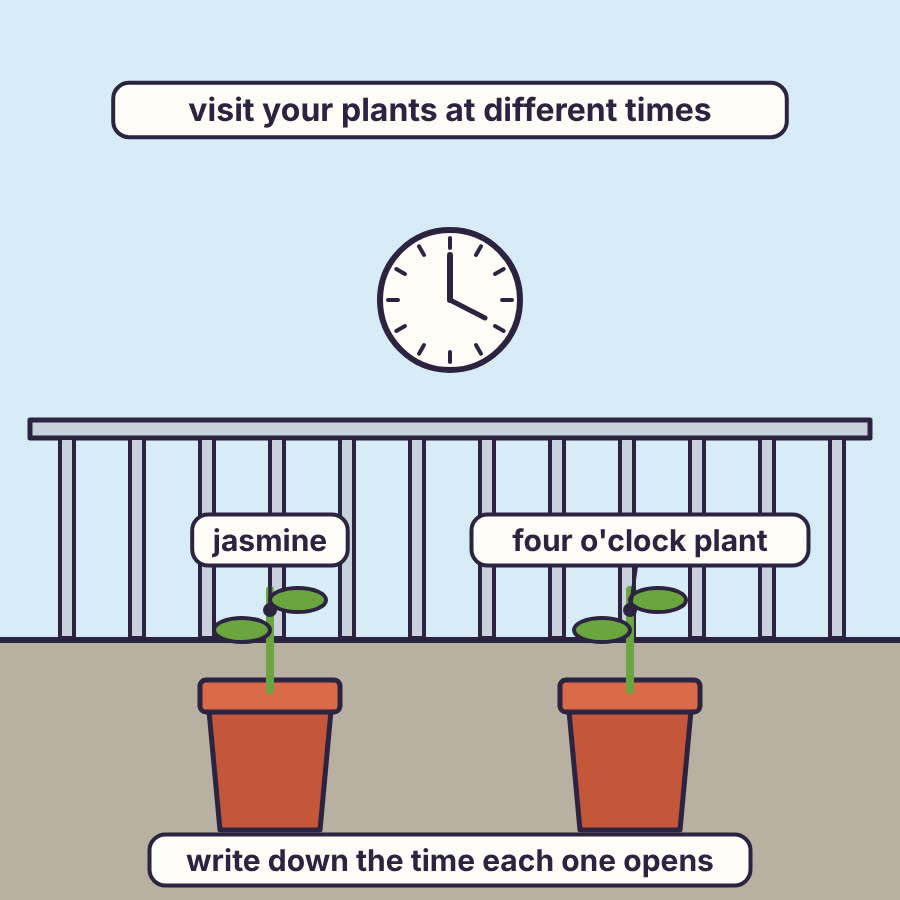 visit your plants at different times
jasmine
four o'clock plant
write down the time each one opens